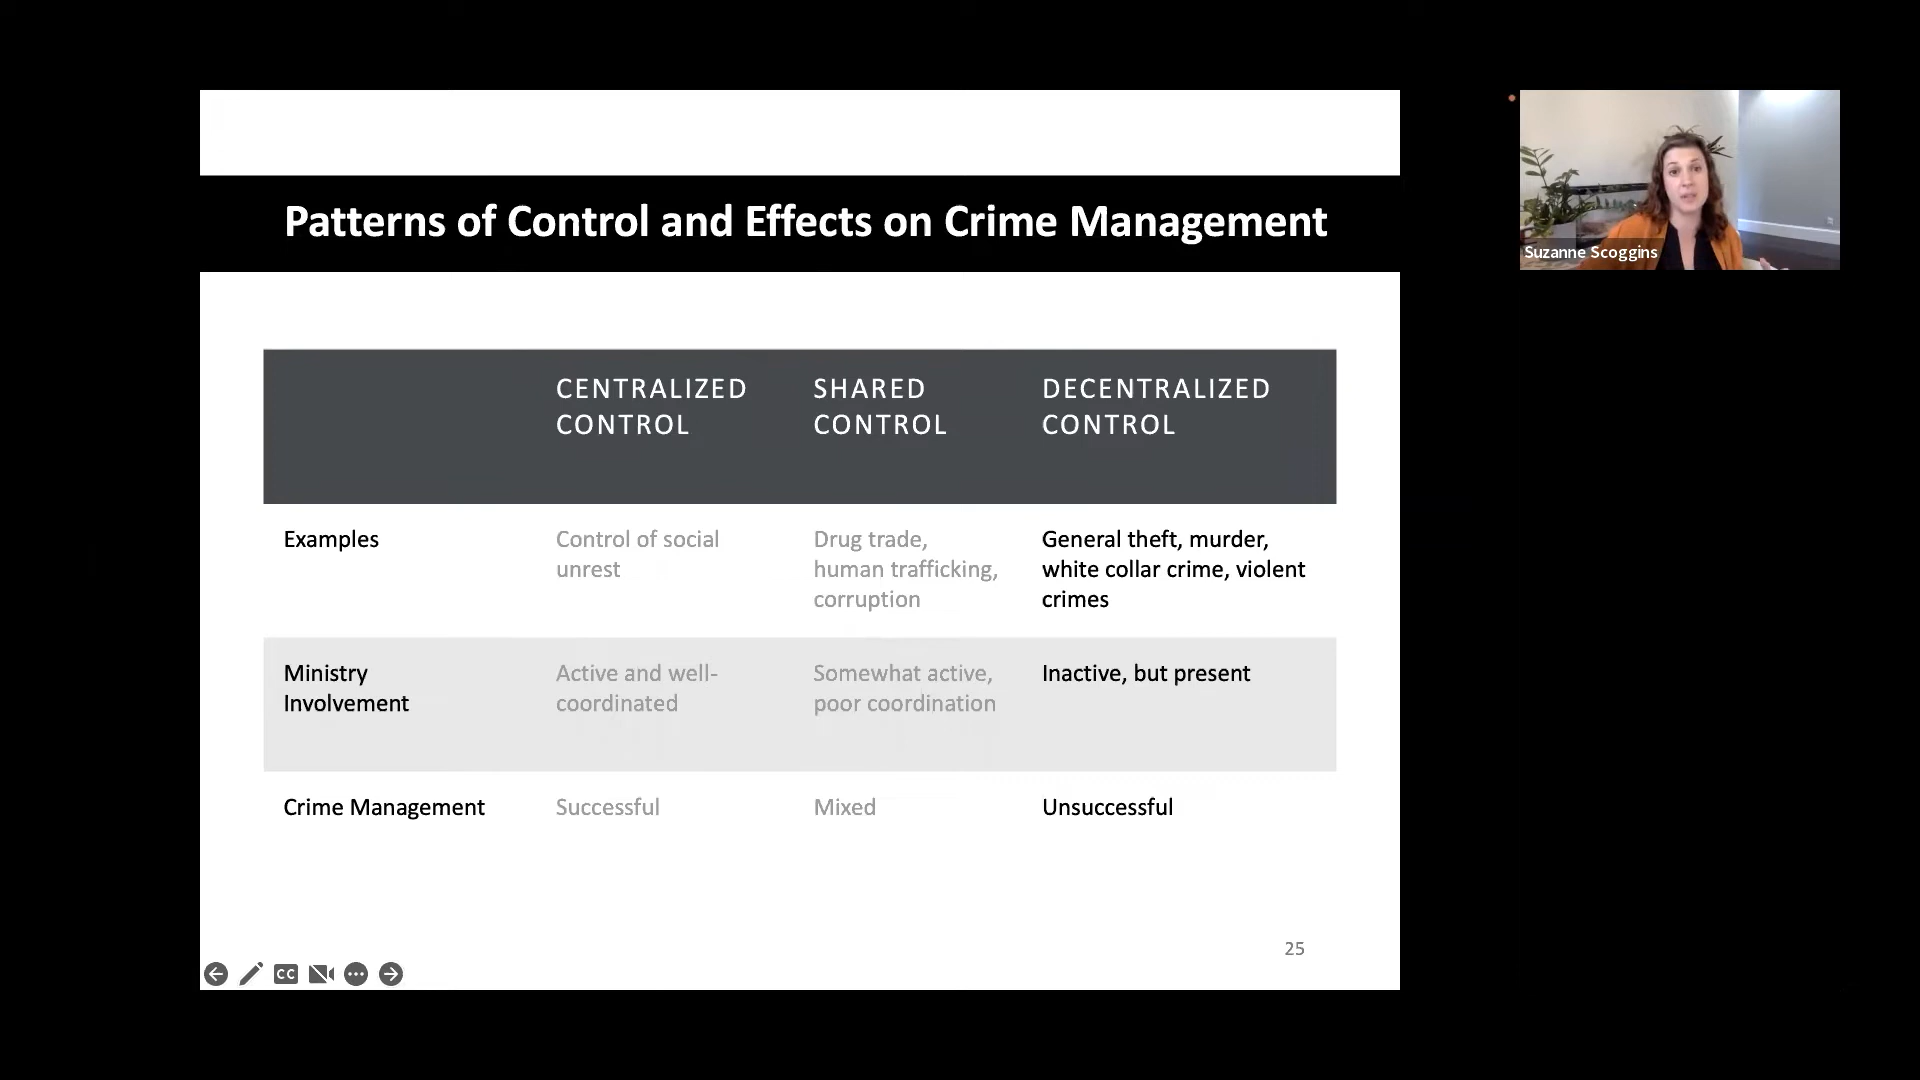 Patterns of Control and Effects on Crime Management
CENTRALIZED
CONTROL
SHARED
CONTROL
DECENTRALIZED
CONTROL
Examples
Control of social
unrest
Drug trade,
human trafficking,
corruption
General theft, murder,
white collar crime, violent
crimes
Ministry
Involvement
Active and well-
coordinated
Somewhat active,
poor coordination
Inactive, but present
Crime Management
Successful
Mixed
Unsuccessful
25
CC
Suzanne Scoggins